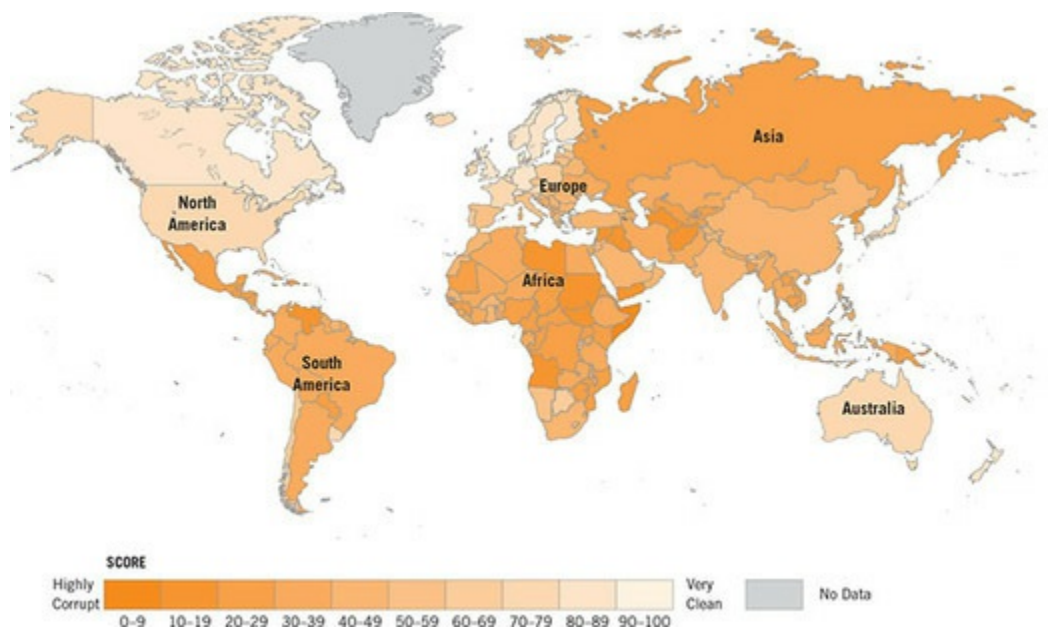 Asia
Europe
North
America
Africa
South
America
Australia
SCORE
Highly
Corrupt
0–9 10–19 20–29 30–39 40–49 50–59 60–69 70–79 80–89 90–100
Very
Clean
No Data